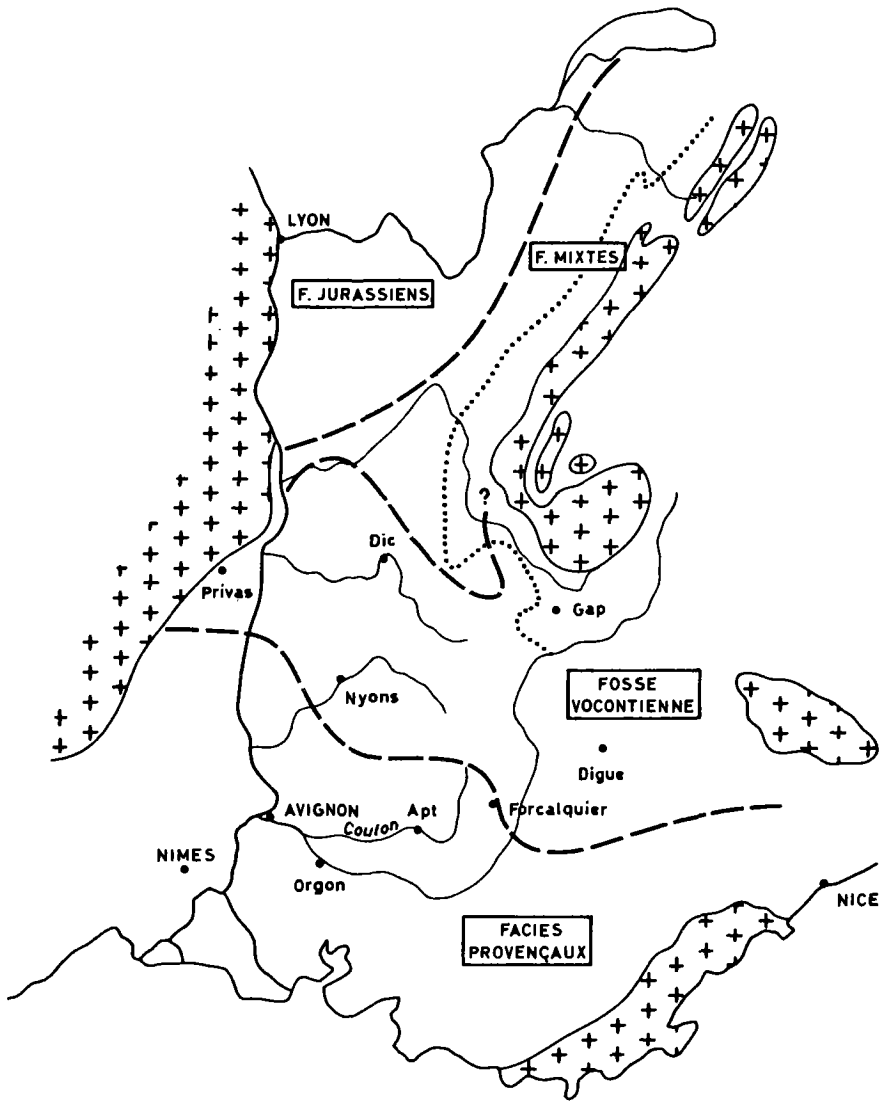 LYON
F. MIXTES
F. JURASSIENS
?
Dic
Privas
Gap
Nyons
FOSSE
VOCONTIENNE
Digue
AVIGNON
Apt
Forcalquier
Coulon
NIMES
Orgon
NICE
FACIES
PROVENÇAUX